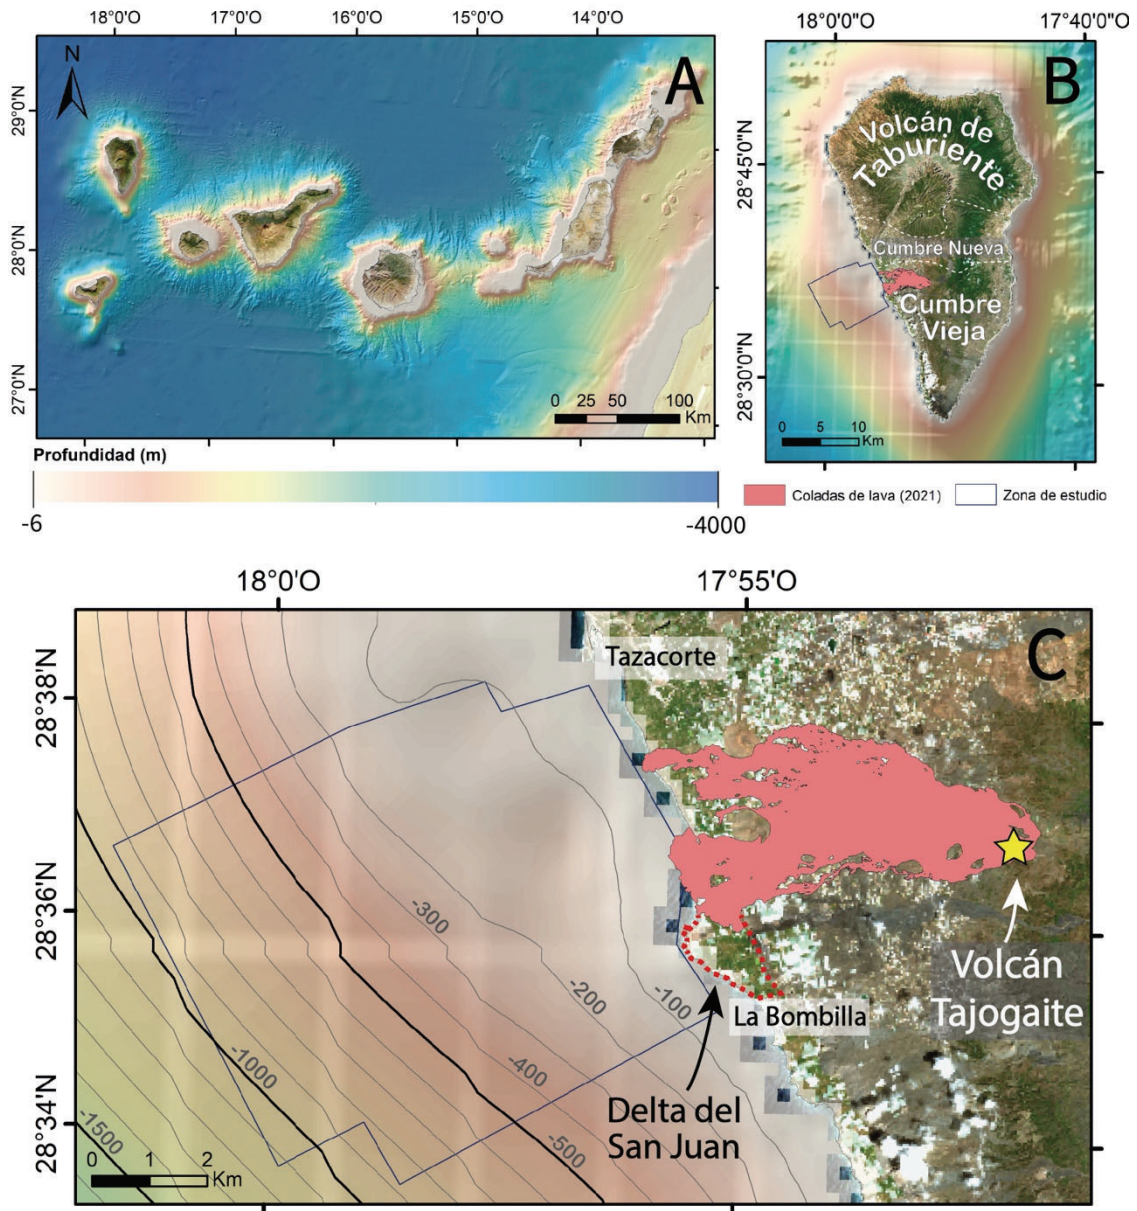 18°0'O 17°0'O 16°0'O 15°0'O 14°0'O
N
A
29°0'N
28°0'N
27°0'N
0 25 50 100
Km
Profundidad (m)
-6 -4000
18°0'O 17°40'O
B
28°45'0"N
28°30'0"N
Volcán de
Taburiente
Cumbre Nueva
Cumbre
Vieja
0 5 10
Km
Coladas de lava (2021) Zona de estudio
18°0'O 17°55'O
C
28°38'N
28°36'N
28°34'N
Tazacorte
-300
-200
-100
-400
-500
-1000
-1500
La Bombilla
Volcán
Tajogaite
Delta del
San Juan
0 1 2
Km